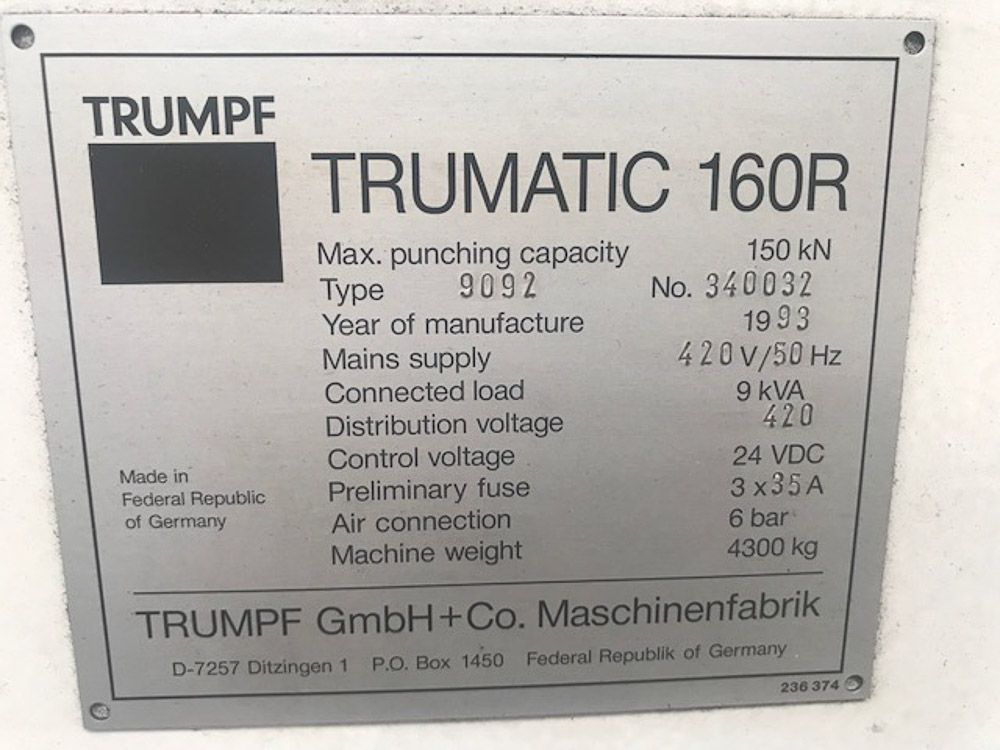 TRUMPF
TRUMATIC 160R
Max. punching capacity 150 kN
Type 9092 No. 340032
Year of manufacture 1993
Mains supply 420 V/50 Hz
Connected load 9 kVA
Distribution voltage 420
Control voltage 24 VDC
Preliminary fuse 3 x 35 A
Air connection 6 bar
Machine weight 4300 kg
Made in
Federal Republic
of Germany
TRUMPF GmbH+Co. Maschinenfabrik
D-7257 Ditzingen 1 P.O. Box 1450 Federal Republik of Germany
236 374